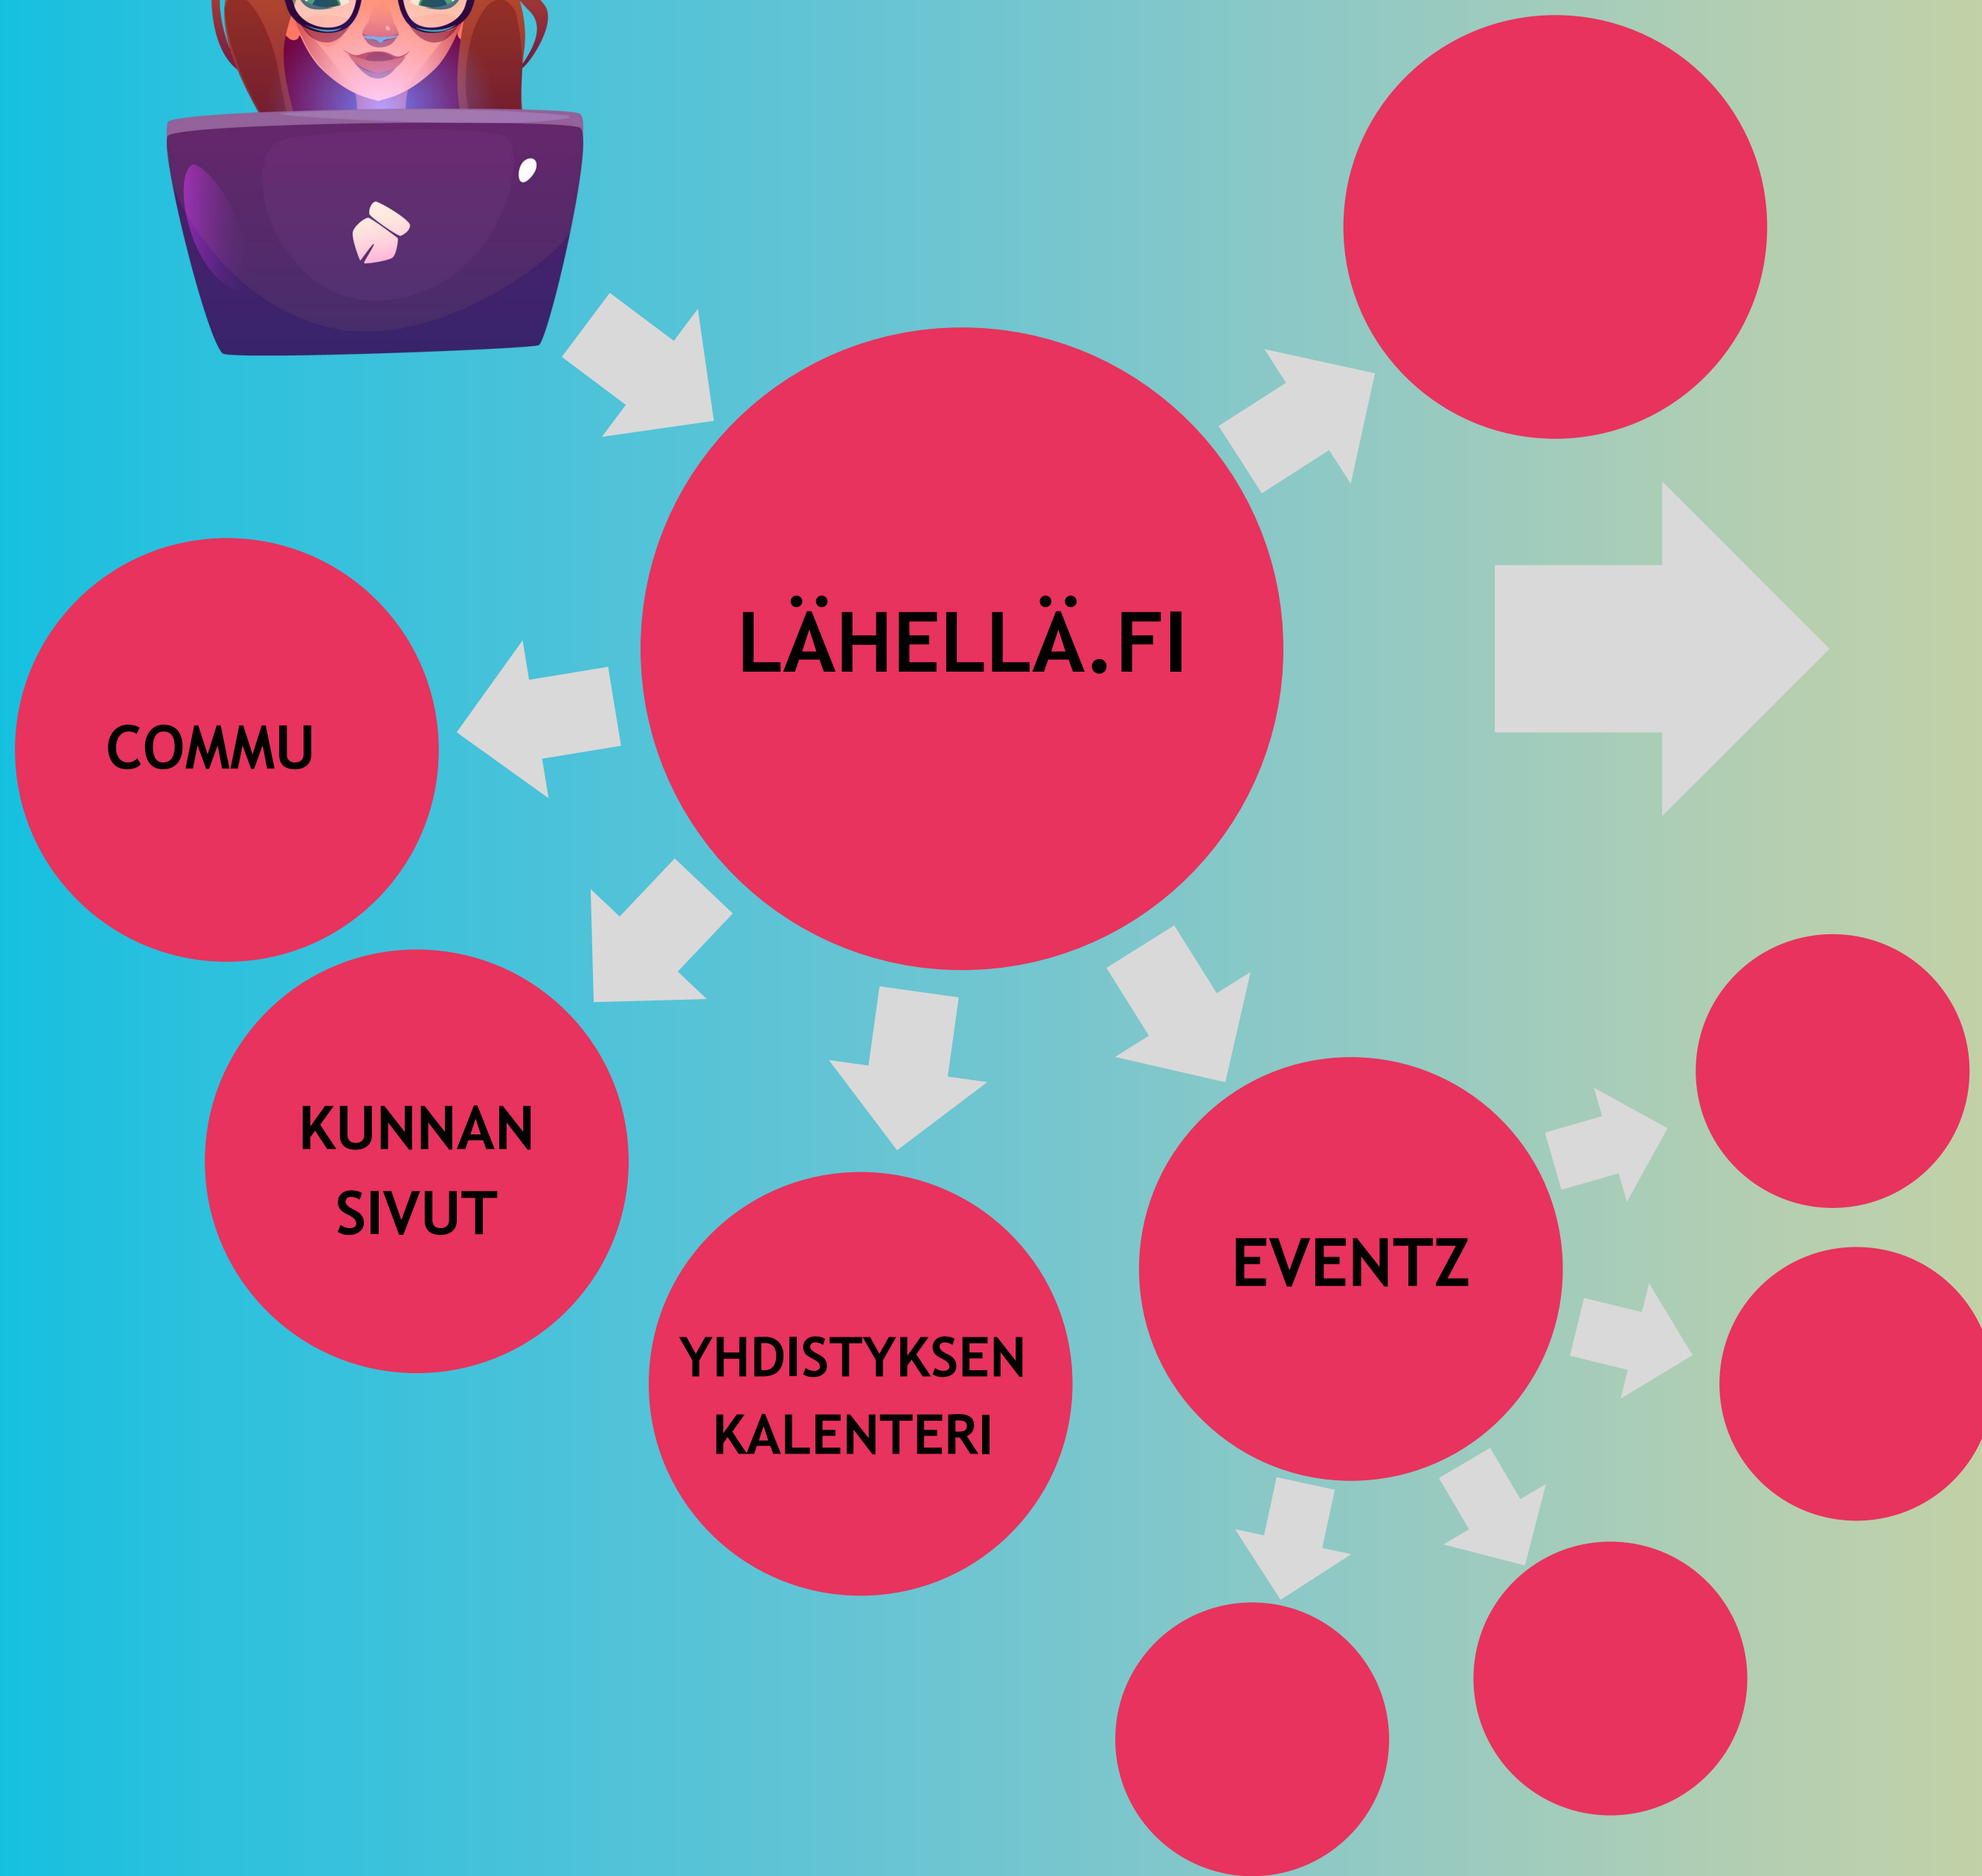 LÄHELLÄ.FI
COMMU
KUNNAN
SIVUT
YHDISTYKSEN
KALENTERI
EVENTZ